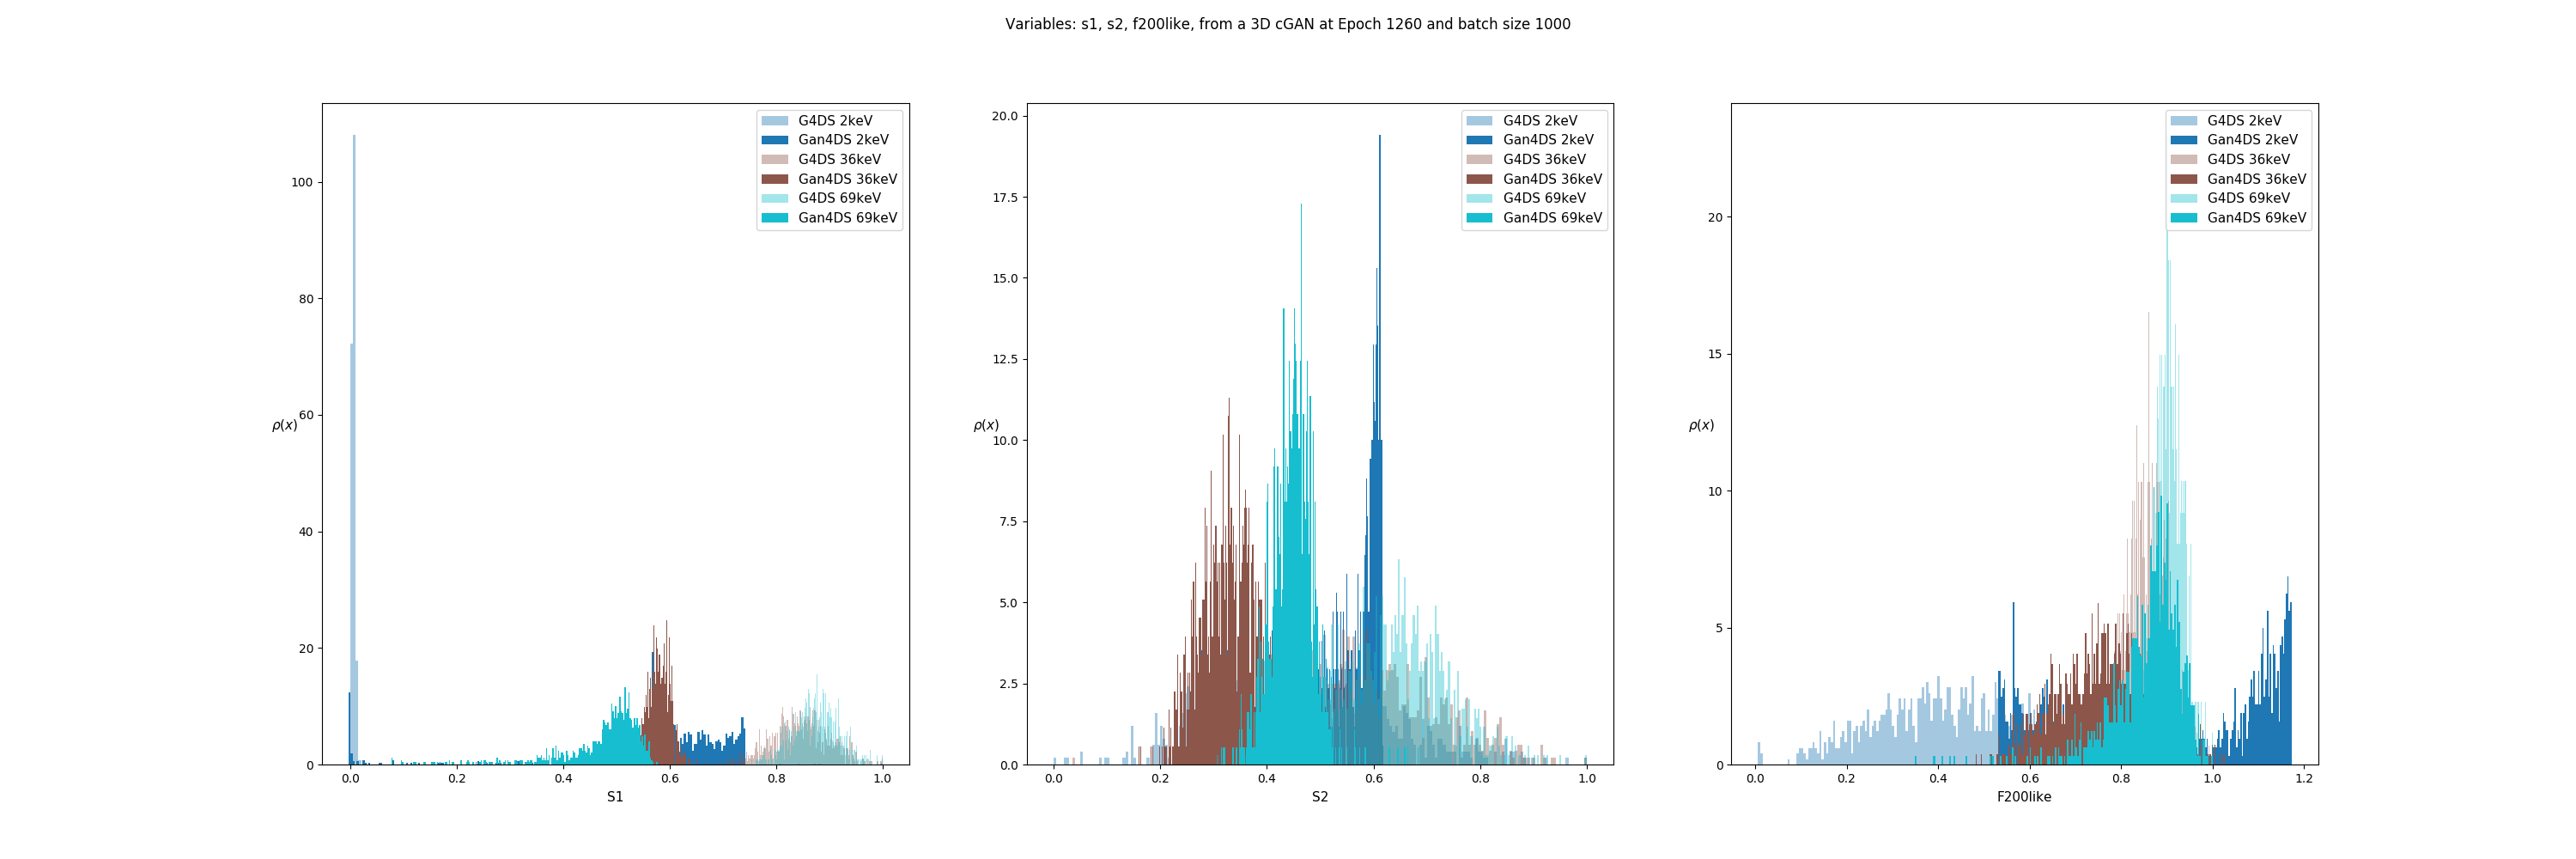 Variables: s1, s2, f200like, from a 3D cGAN at Epoch 1260 and batch size 1000
G4DS 2keV
Gan4DS 2keV
G4DS 36keV
Gan4DS 36keV
G4DS 69keV
Gan4DS 69keV
100
80
60
40
20
0
ρ(x)
0.0 0.2 0.4 0.6 0.8 1.0
S1
G4DS 2keV
Gan4DS 2keV
G4DS 36keV
Gan4DS 36keV
G4DS 69keV
Gan4DS 69keV
20.0
17.5
15.0
12.5
10.0
7.5
5.0
2.5
0.0
ρ(x)
0.0 0.2 0.4 0.6 0.8 1.0
S2
G4DS 2keV
Gan4DS 2keV
G4DS 36keV
Gan4DS 36keV
G4DS 69keV
Gan4DS 69keV
20
15
10
5
0
ρ(x)
0.0 0.2 0.4 0.6 0.8 1.0 1.2
F200like